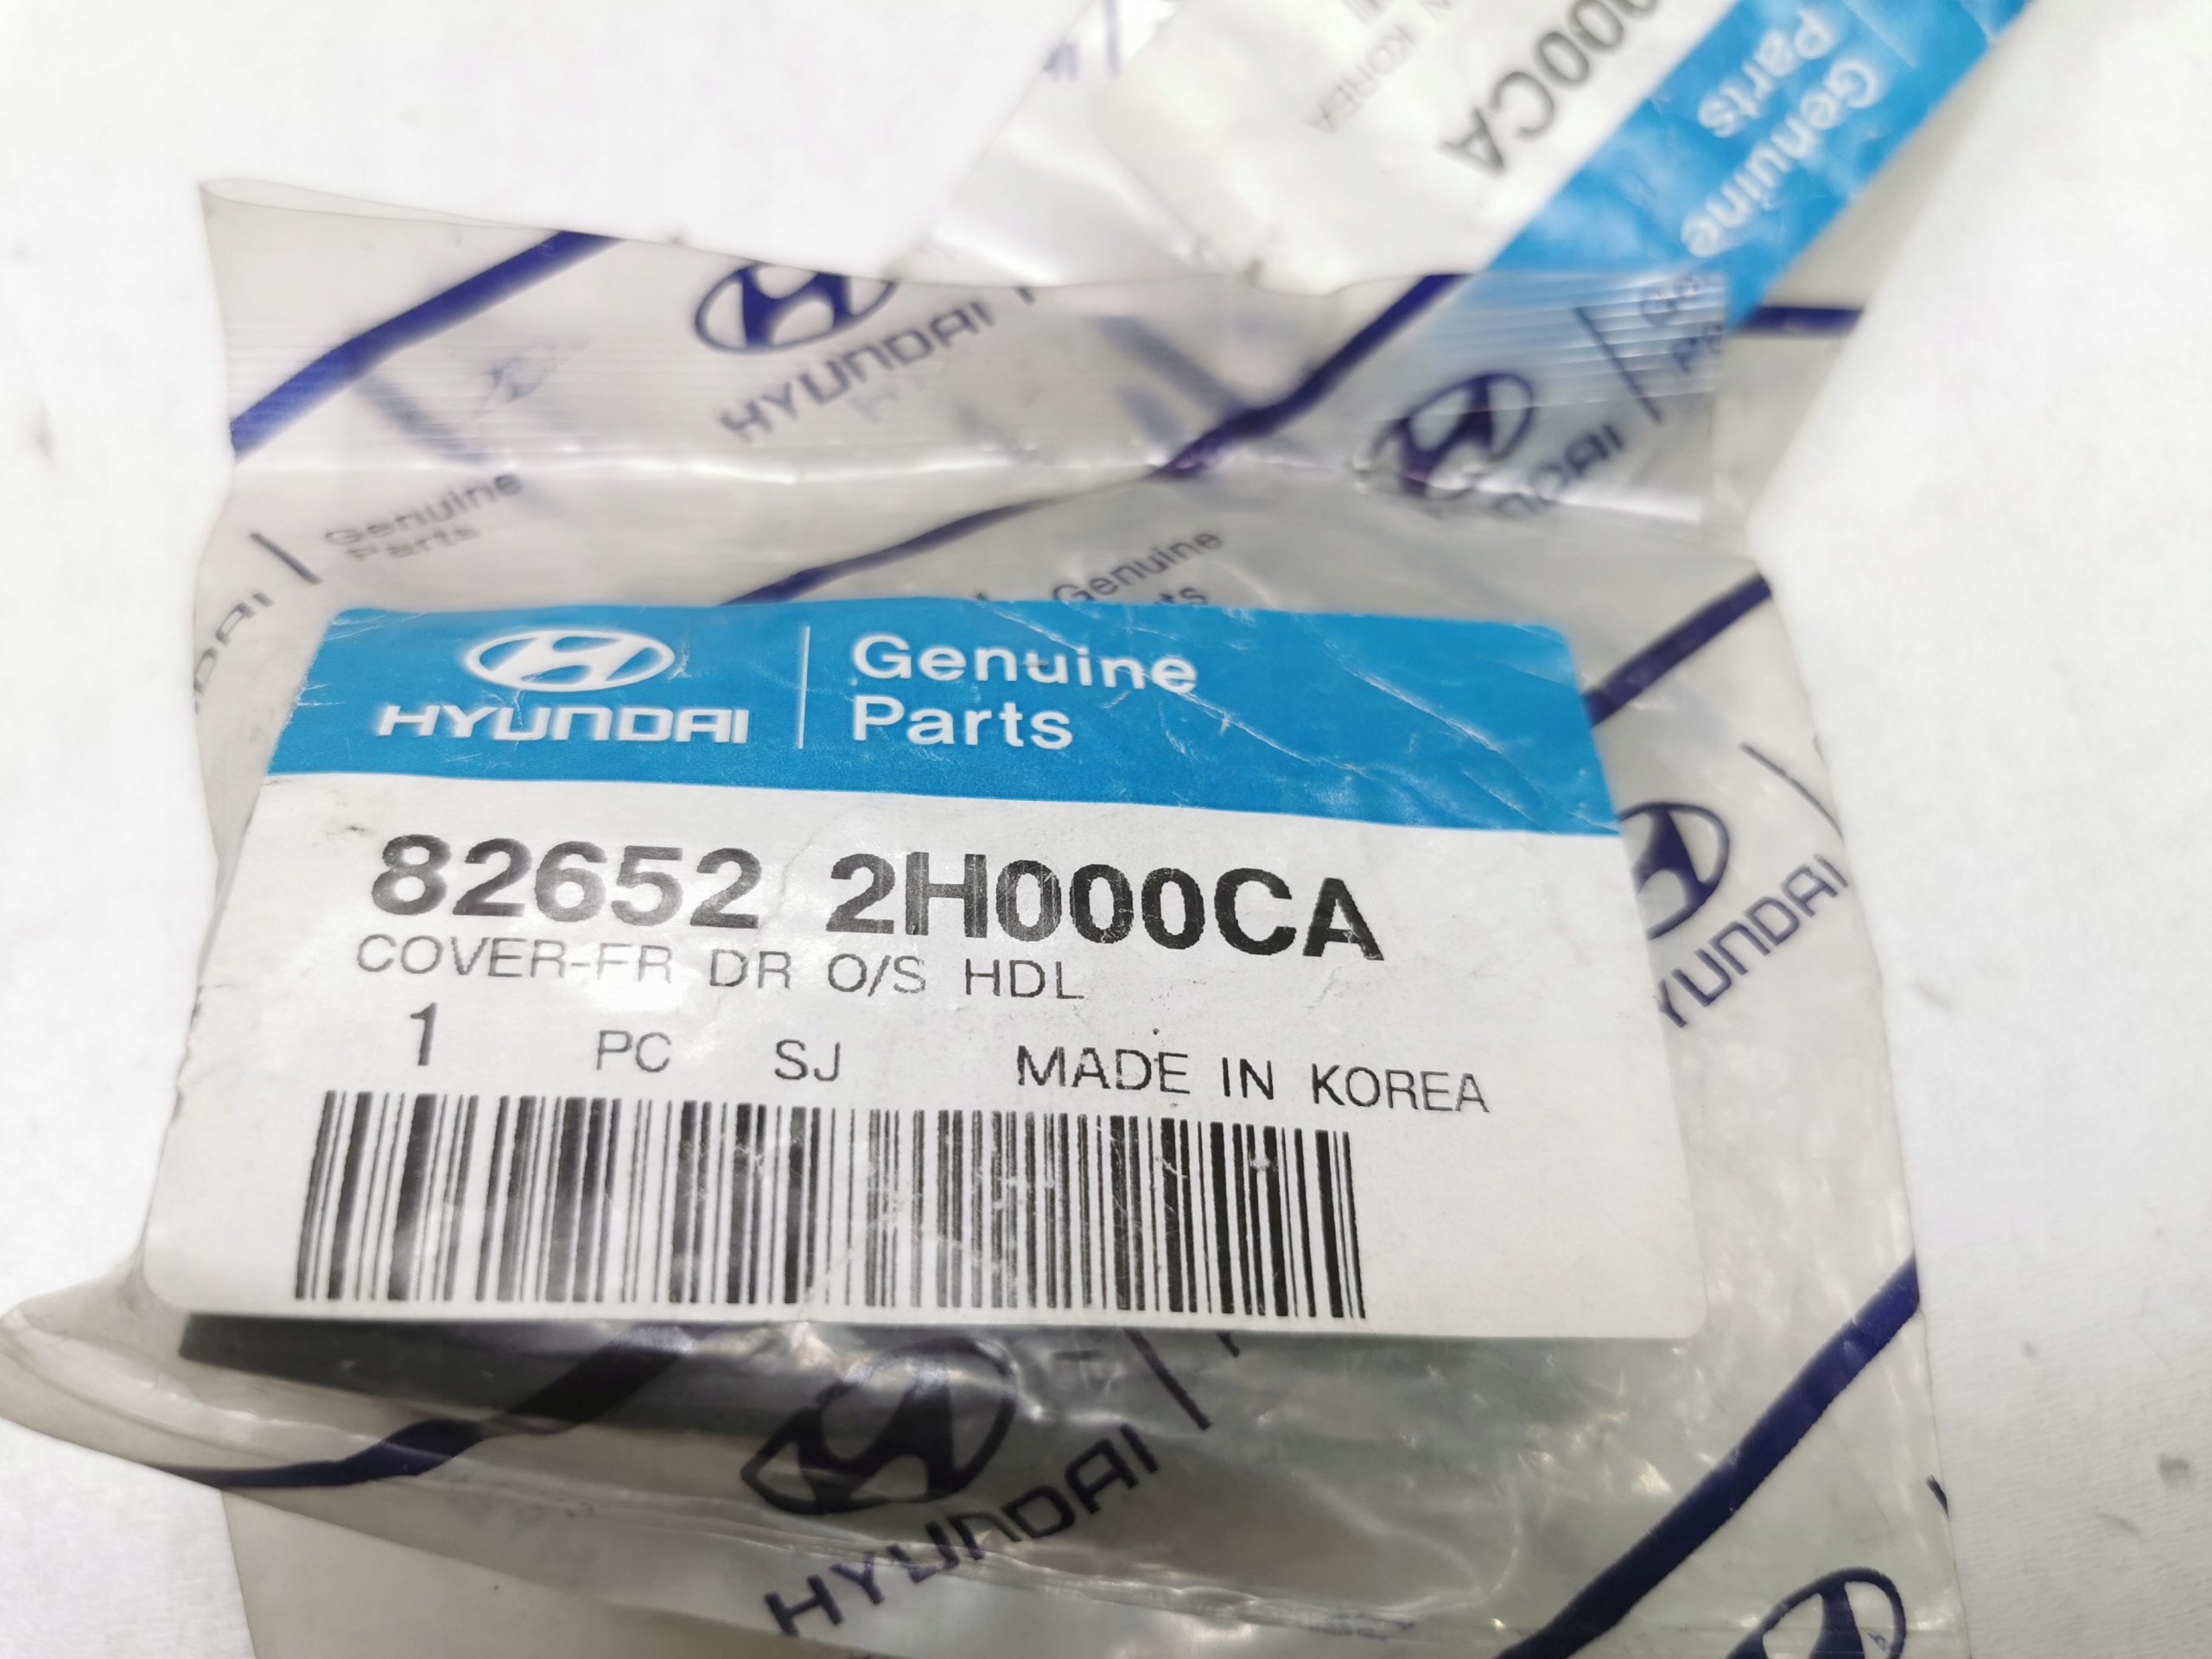 KOREA
000CA
Genuine
Parts
HYUNDAI
HYUNDAI
Genuine
Parts
Genuine
HYUNDAI
Genuine
Parts
82652 2H000CA
COVER-FR DR O/S HDL
1 PC SJ MADE IN KOREA
HYUNDAI
HYUNDAI